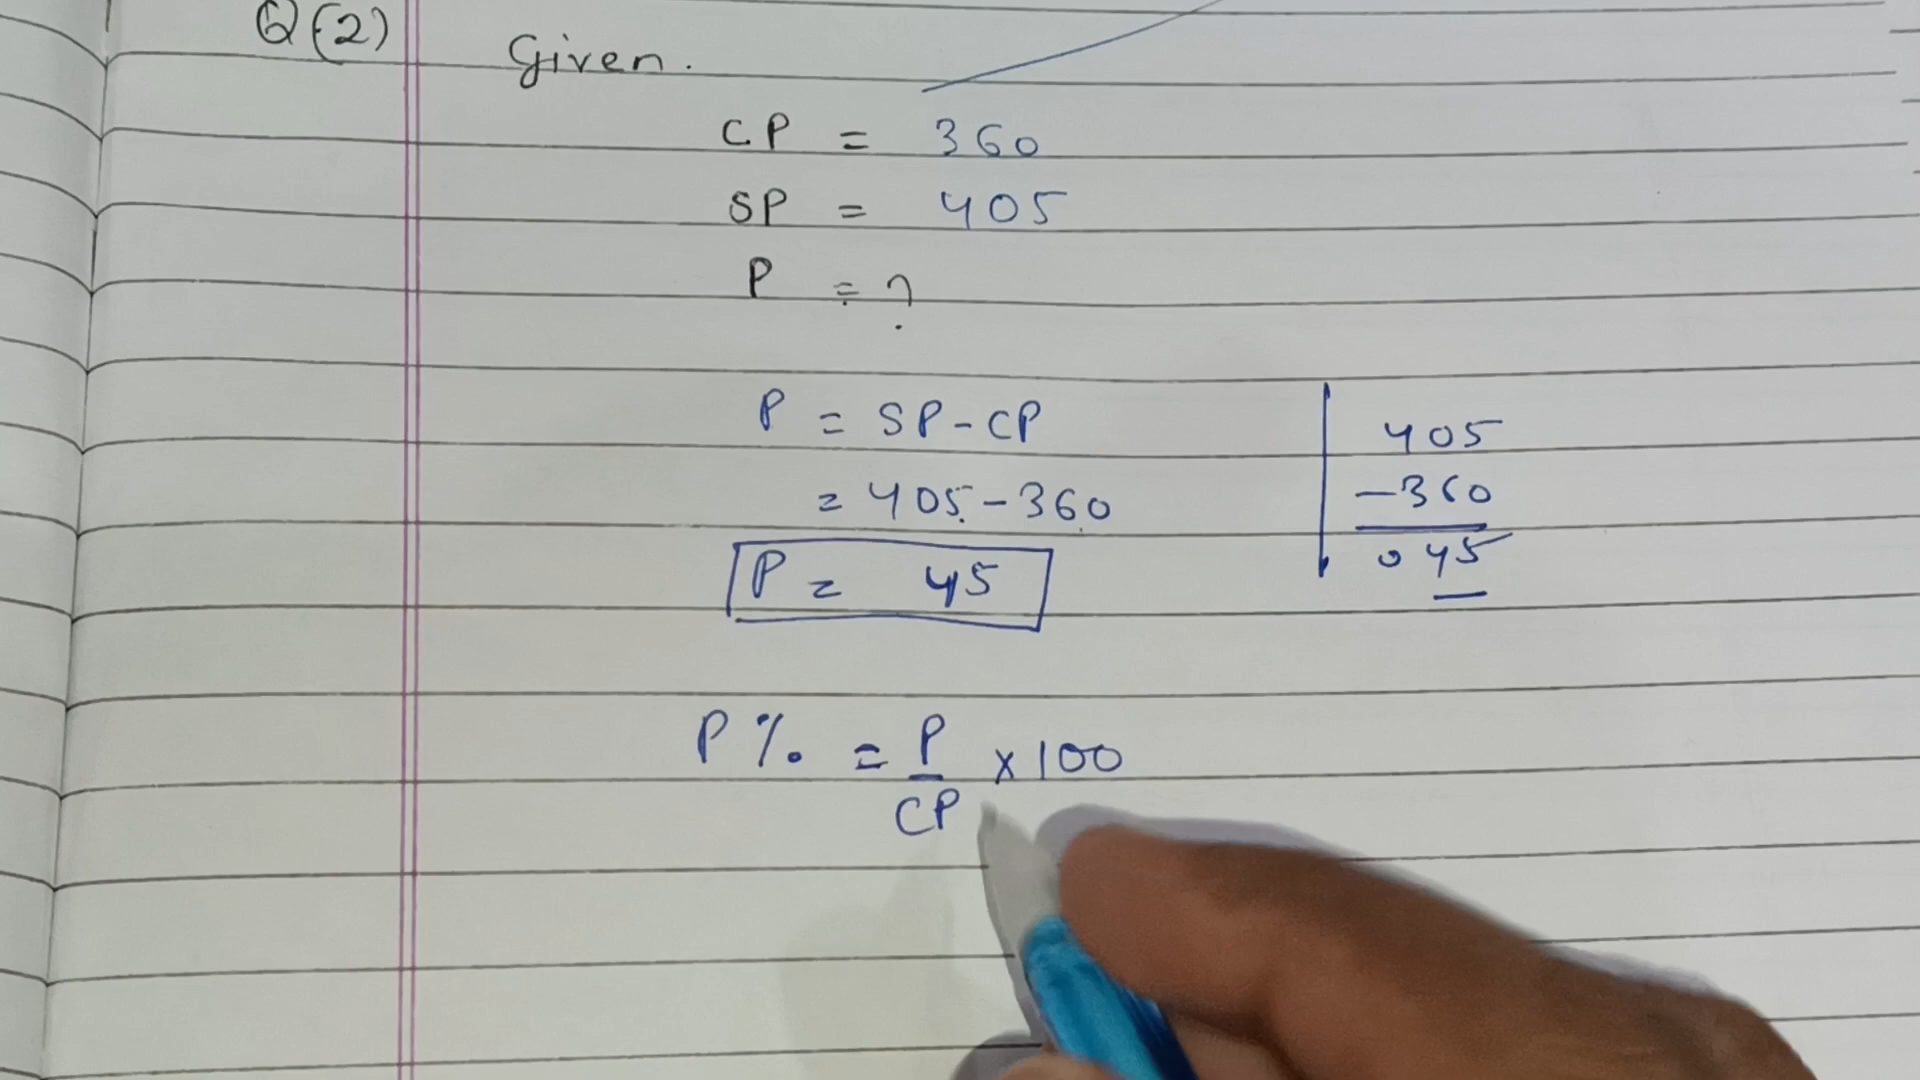 Q(2) Given.
CP = 360
SP = 405
P = ?
P = SP - CP
= 405 - 360
P = 45
405
-360
045
P% = P/CP × 100